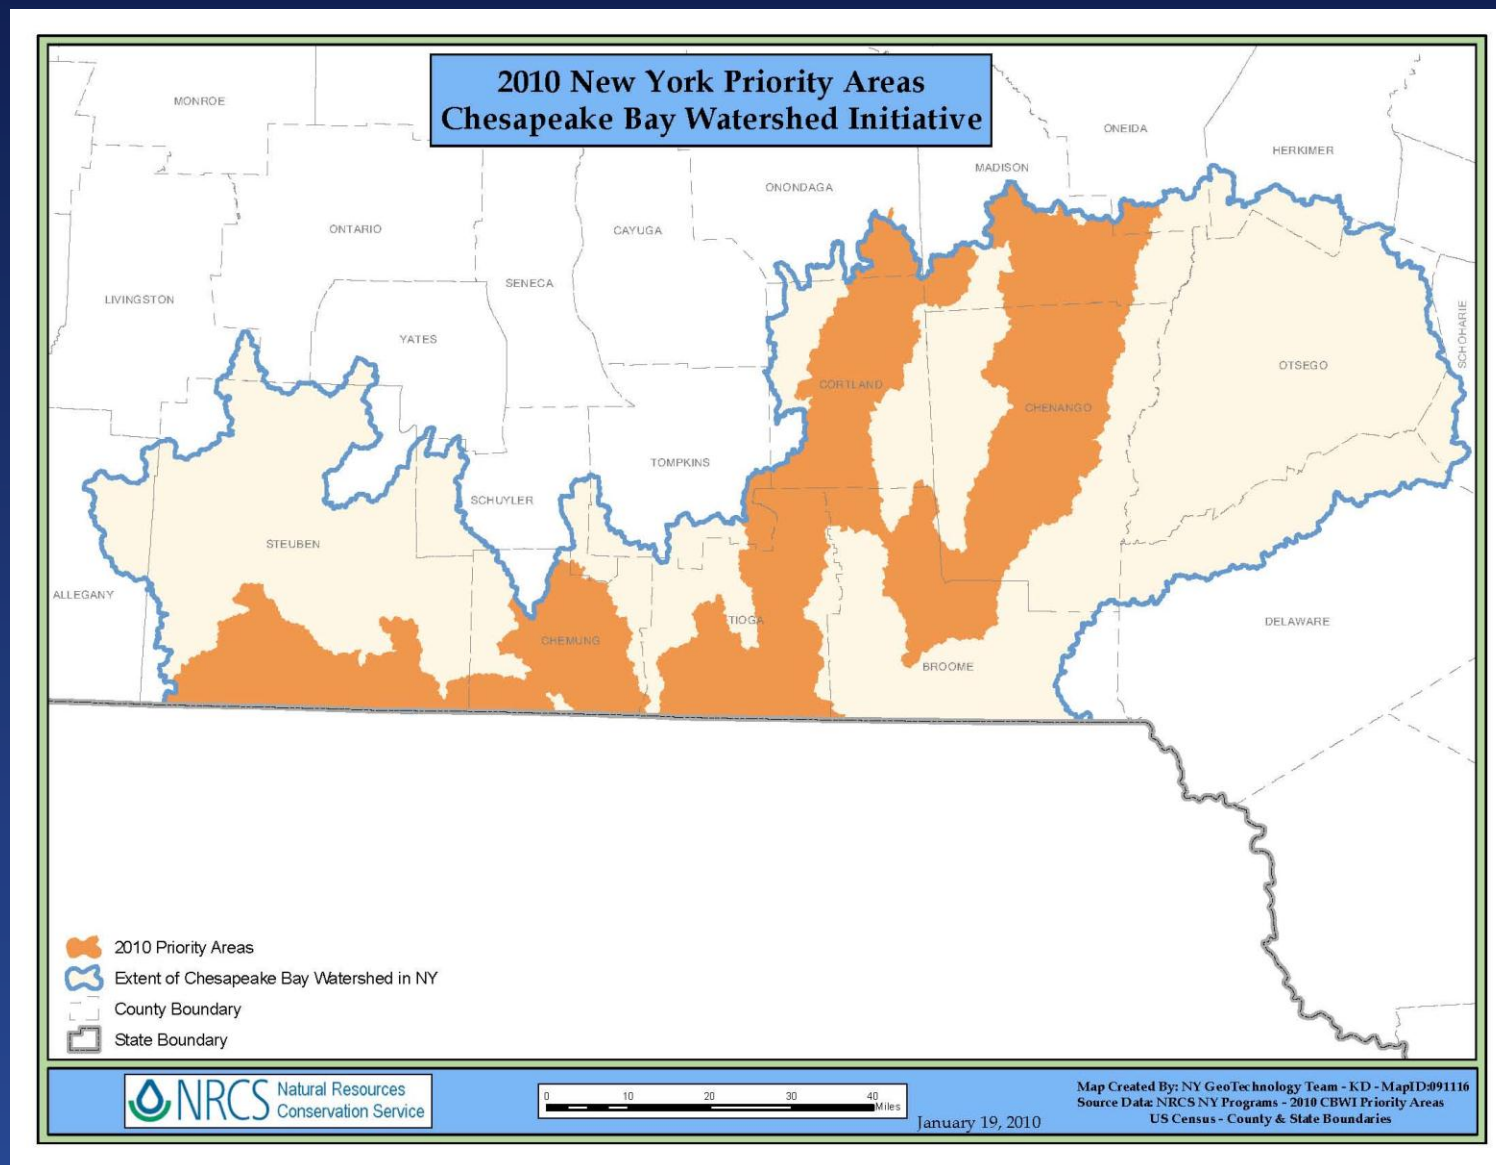 2010 New York Priority Areas
Chesapeake Bay Watershed Initiative
MONROE
ONEIDA
HERKIMER
MADISON
ONONDAGA
ONTARIO
CAYUGA
SENECA
LIVINGSTON
SCHOHARIE
YATES
OTSEGO
CORTLAND
CHENANGO
TOMPKINS
SCHUYLER
STEUBEN
ALLEGANY
TIOGA
DELAWARE
CHEMUNG
BROOME
2010 Priority Areas
Extent of Chesapeake Bay Watershed in NY
County Boundary
State Boundary
NRCS Natural Resources
Conservation Service
0 10 20 40
Miles
January 19, 2010
Map Created By: NY GeoTechnology Team - KD - MapID:091116
Source Data: NRCS NY Programs - 2010 CBWI Priority Areas
US Census - County & State Boundaries